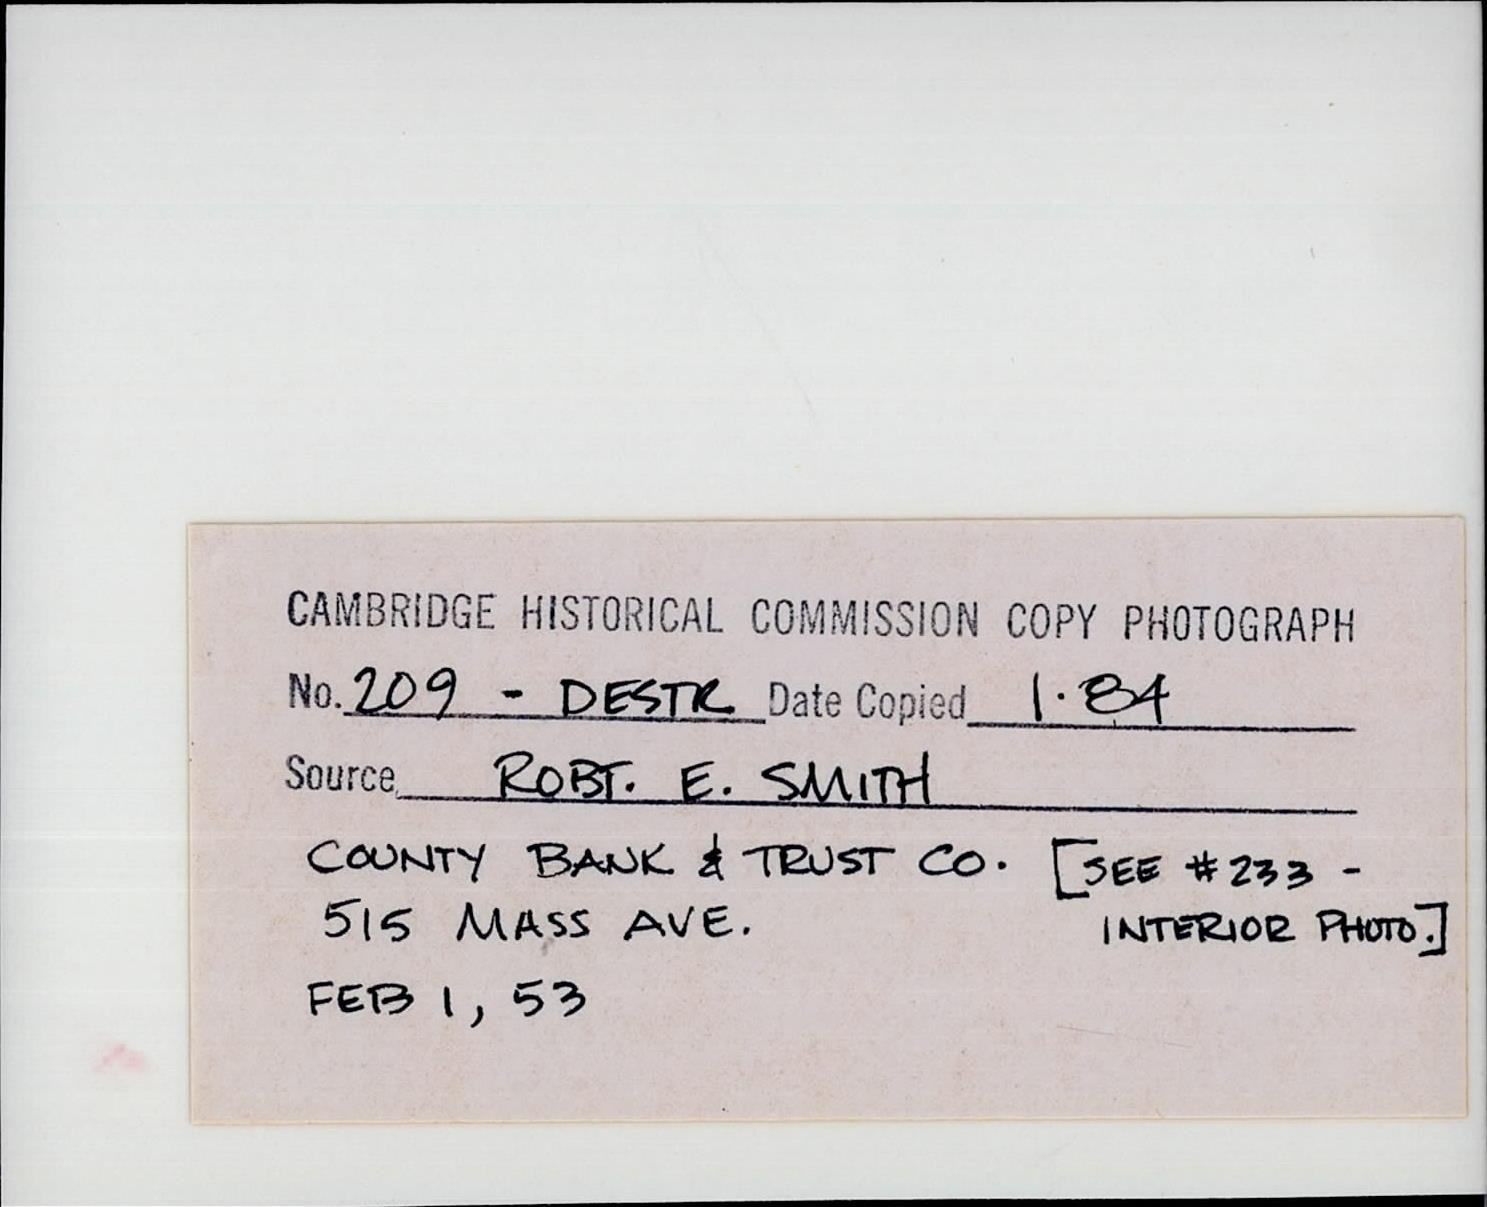 CAMBRIDGE HISTORICAL COMMISSION COPY PHOTOGRAPH
No. 209 - DESTR Date Copied 1·84
Source ROBT. E. SMITH
COUNTY BANK & TRUST CO. [SEE #233 -
515 MASS AVE. INTERIOR PHOTO.]
FEB 1, 53